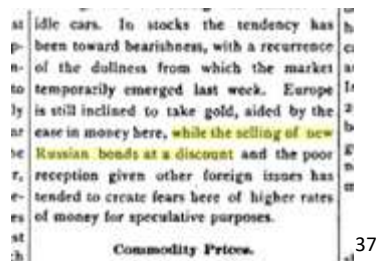 idle cars. In stocks the tendency has
been toward bearishness, with a recurrence
of the dullness from which the market
temporarily emerged last week. Europe
is still inclined to take gold, aided by the
ease in money here, while the selling of new
Russian bonds at a discount and the poor
reception given other foreign issues has
tended to create fears here of higher rates
of money for speculative purposes.
Commodity Prices.
37